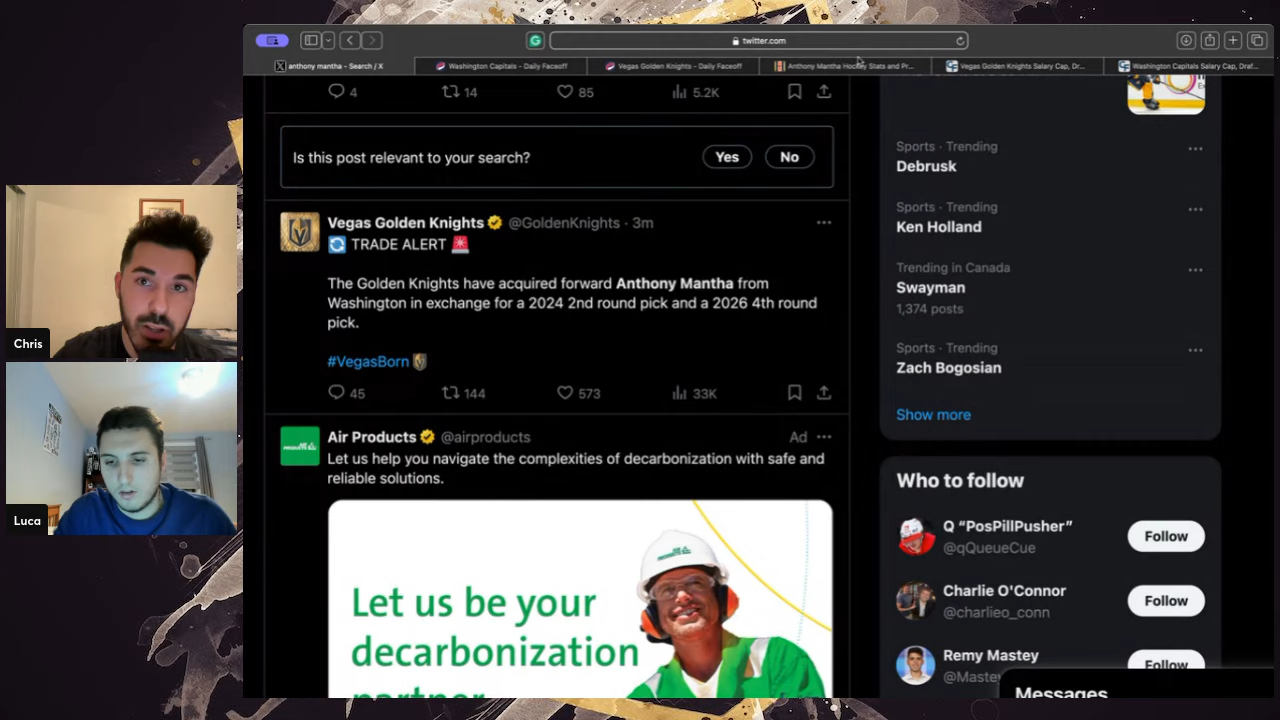 twitter.com
anthony mantha - Search / X
Washington Capitals - Daily Faceoff
Vegas Golden Knights - Daily Faceoff
Anthony Mantha Hockey Stats and Pr...
Vegas Golden Knights Salary Cap, Dr...
Washington Capitals Salary Cap, Draf...
4 14 85 5.2K
Is this post relevant to your search?
Yes No
Vegas Golden Knights @GoldenKnights · 3m
TRADE ALERT
The Golden Knights have acquired forward Anthony Mantha from
Washington in exchange for a 2024 2nd round pick and a 2026 4th round
pick.
#VegasBorn
45 144 573 33K
Air Products @airproducts Ad
Let us help you navigate the complexities of decarbonization with safe and
reliable solutions.
Let us be your
decarbonization
partner
Sports · Trending
Debrusk
Sports · Trending
Ken Holland
Trending in Canada
Swayman
1,374 posts
Sports · Trending
Zach Bogosian
Show more
Who to follow
Q “PosPillPusher”
@qQueueCue
Follow
Charlie O'Connor
@charlieo_conn
Follow
Remy Mastey
@Mastey
Follow
Messages
Chris
Luca